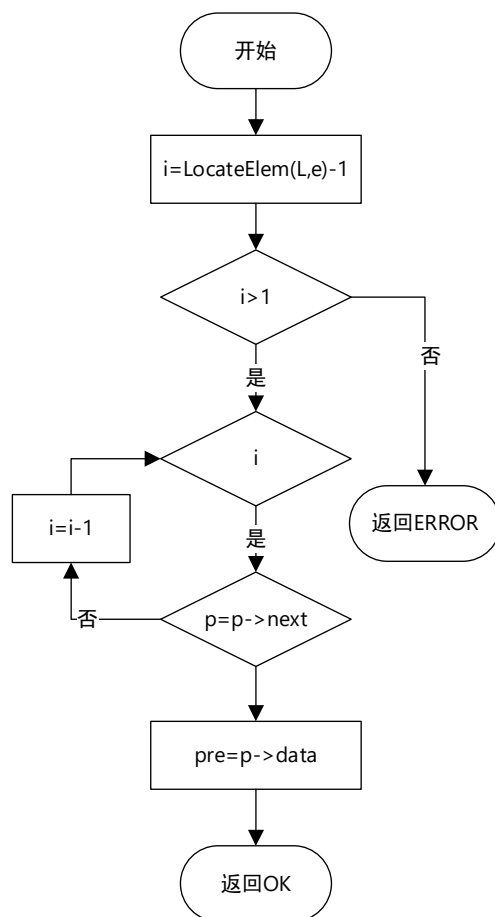 开始
i=LocateElem(L,e)-1
i>1
否
是
i
i=i-1
返回ERROR
是
否
p=p->next
pre=p->data
返回OK